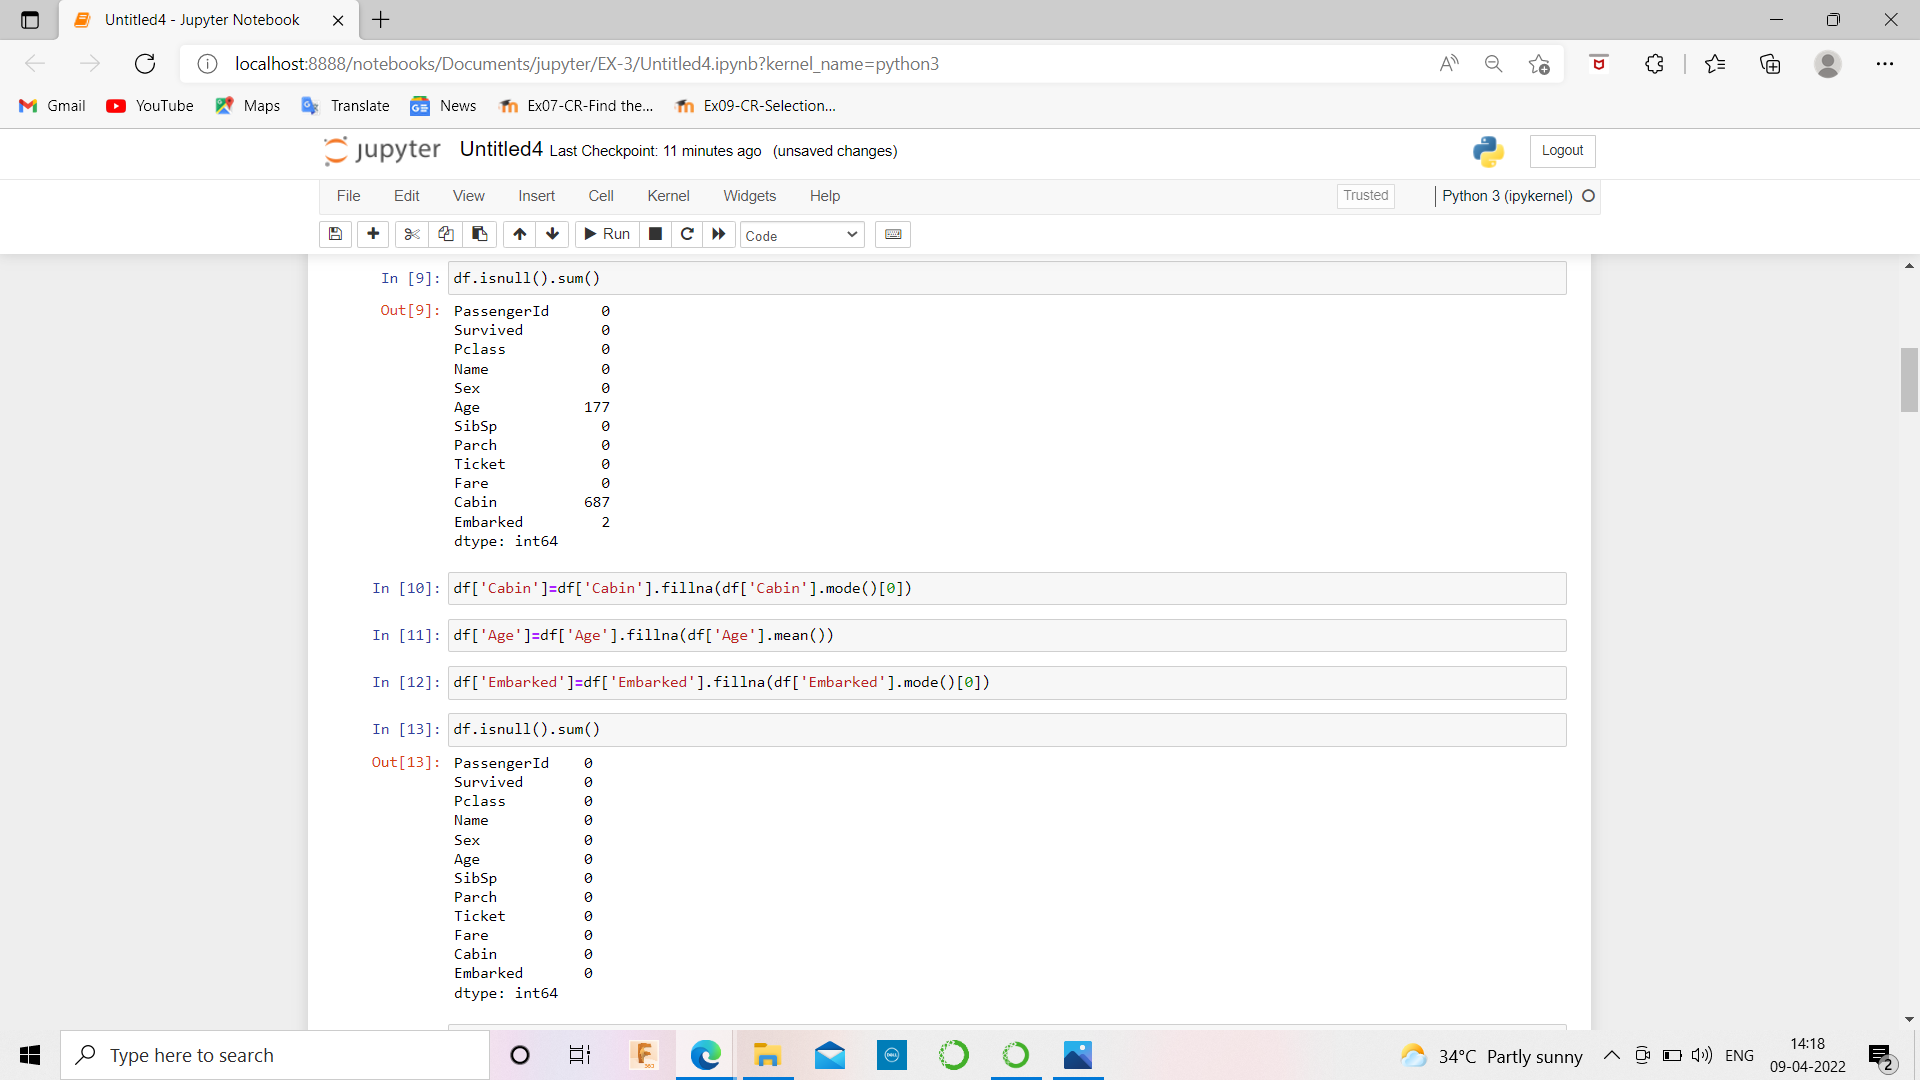 Untitled4 - Jupyter Notebook
localhost:8888/notebooks/Documents/jupyter/EX-3/Untitled4.ipynb?kernel_name=python3
Gmail YouTube Maps Translate News Ex07-CR-Find the... Ex09-CR-Selection...
jupyter Untitled4 Last Checkpoint: 11 minutes ago (unsaved changes) Logout
File Edit View Insert Cell Kernel Widgets Help Trusted Python 3 (ipykernel)
Run Code
In [9]: df.isnull().sum()
Out[9]: PassengerId 0
Survived 0
Pclass 0
Name 0
Sex 0
Age 177
SibSp 0
Parch 0
Ticket 0
Fare 0
Cabin 687
Embarked 2
dtype: int64
In [10]: df['Cabin']=df['Cabin'].fillna(df['Cabin'].mode()[0])
In [11]: df['Age']=df['Age'].fillna(df['Age'].mean())
In [12]: df['Embarked']=df['Embarked'].fillna(df['Embarked'].mode()[0])
In [13]: df.isnull().sum()
Out[13]: PassengerId 0
Survived 0
Pclass 0
Name 0
Sex 0
Age 0
SibSp 0
Parch 0
Ticket 0
Fare 0
Cabin 0
Embarked 0
dtype: int64
Type here to search 34°C Partly sunny ENG 14:18
09-04-2022 2